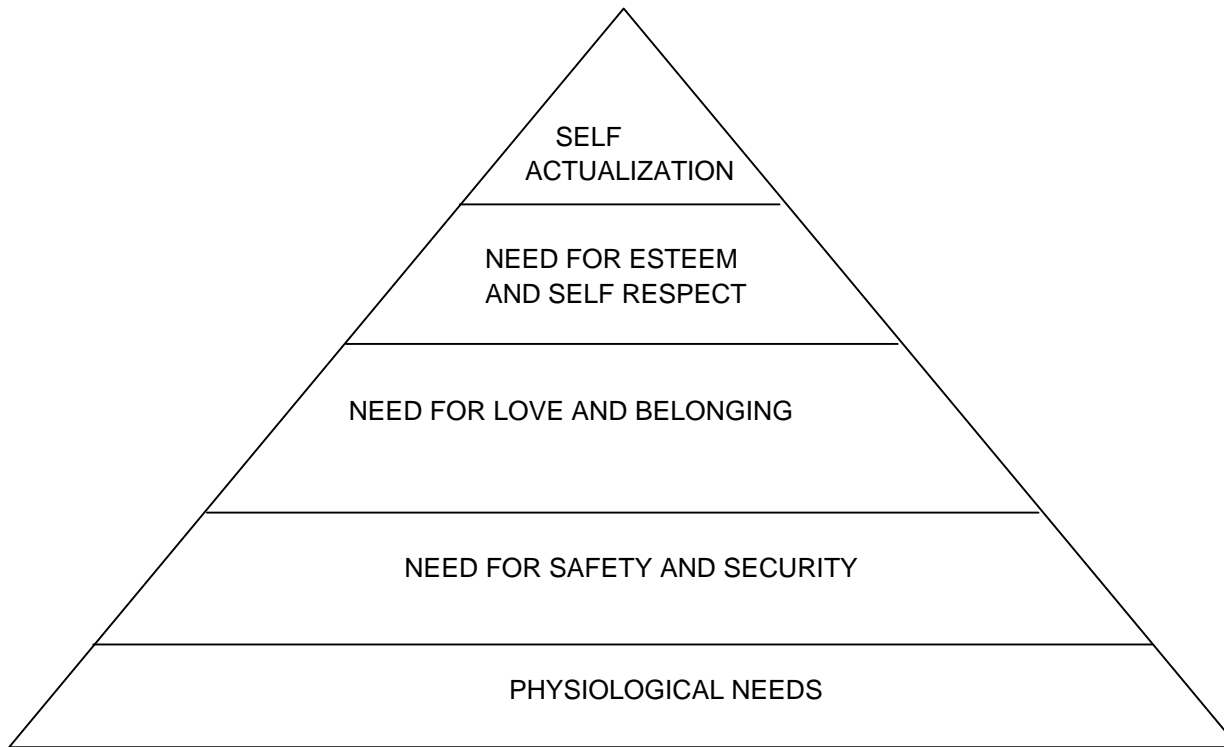 SELF
ACTUALIZATION
NEED FOR ESTEEM
AND SELF RESPECT
NEED FOR LOVE AND BELONGING
NEED FOR SAFETY AND SECURITY
PHYSIOLOGICAL NEEDS